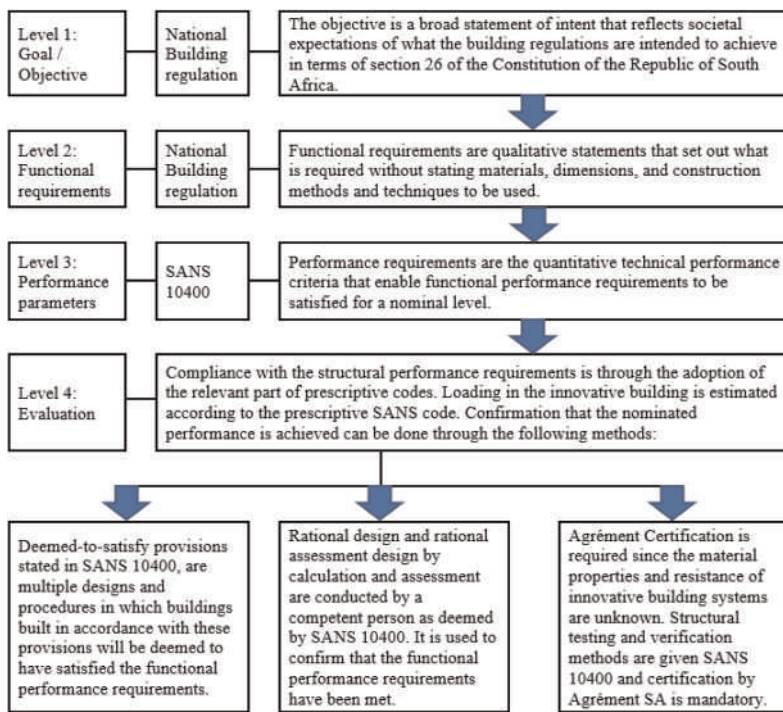 Level 1:
Goal /
Objective
National
Building
regulation
The objective is a broad statement of intent that reflects societal
expectations of what the building regulations are intended to achieve
in terms of section 26 of the Constitution of the Republic of South
Africa.
Level 2:
Functional
requirements
National
Building
regulation
Functional requirements are qualitative statements that set out what
is required without stating materials, dimensions, and construction
methods and techniques to be used.
Level 3:
Performance
parameters
SANS
10400
Performance requirements are the quantitative technical performance
criteria that enable functional performance requirements to be
satisfied for a nominal level.
Level 4:
Evaluation
Compliance with the structural performance requirements is through the adoption of
the relevant part of prescriptive codes. Loading in the innovative building is estimated
according to the prescriptive SANS code. Confirmation that the nominated
performance is achieved can be done through the following methods:
Deemed-to-satisfy provisions
stated in SANS 10400, are
multiple designs and
procedures in which buildings
built in accordance with these
provisions will be deemed to
have satisfied the functional
performance requirements.
Rational design and rational
assessment design by
calculation and assessment
are conducted by a
competent person as deemed
by SANS 10400. It is used to
confirm that the functional
performance requirements
have been met.
Agrément Certification is
required since the material
properties and resistance of
innovative building systems
are unknown. Structural
testing and verification
methods are given SANS
10400 and certification by
Agrément SA is mandatory.